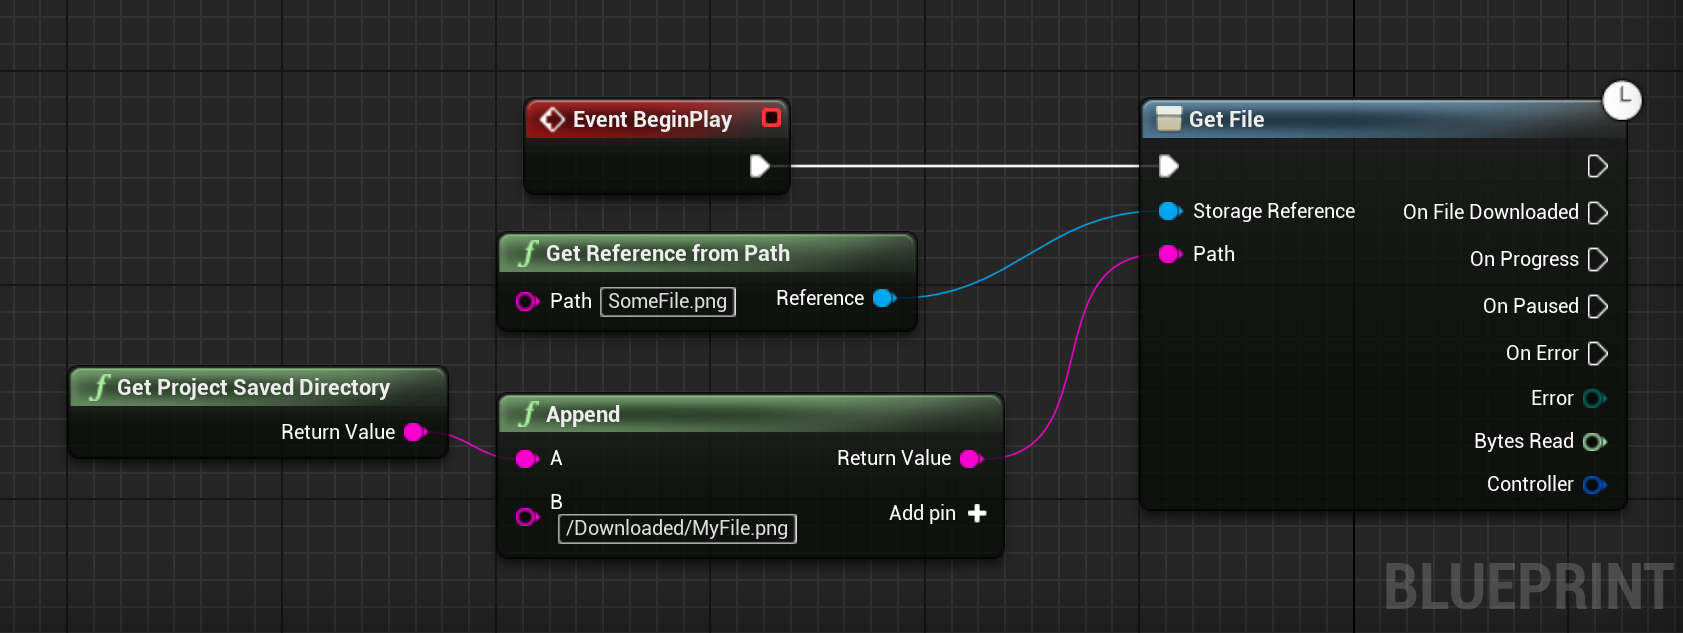 Event BeginPlay
Get File
Storage Reference
Path
On File Downloaded
On Progress
On Paused
On Error
Error
Bytes Read
Controller
Get Reference from Path
Path SomeFile.png
Reference
Get Project Saved Directory
Return Value
Append
A
B
/Downloaded/MyFile.png
Return Value
Add pin
BLUEPRINT